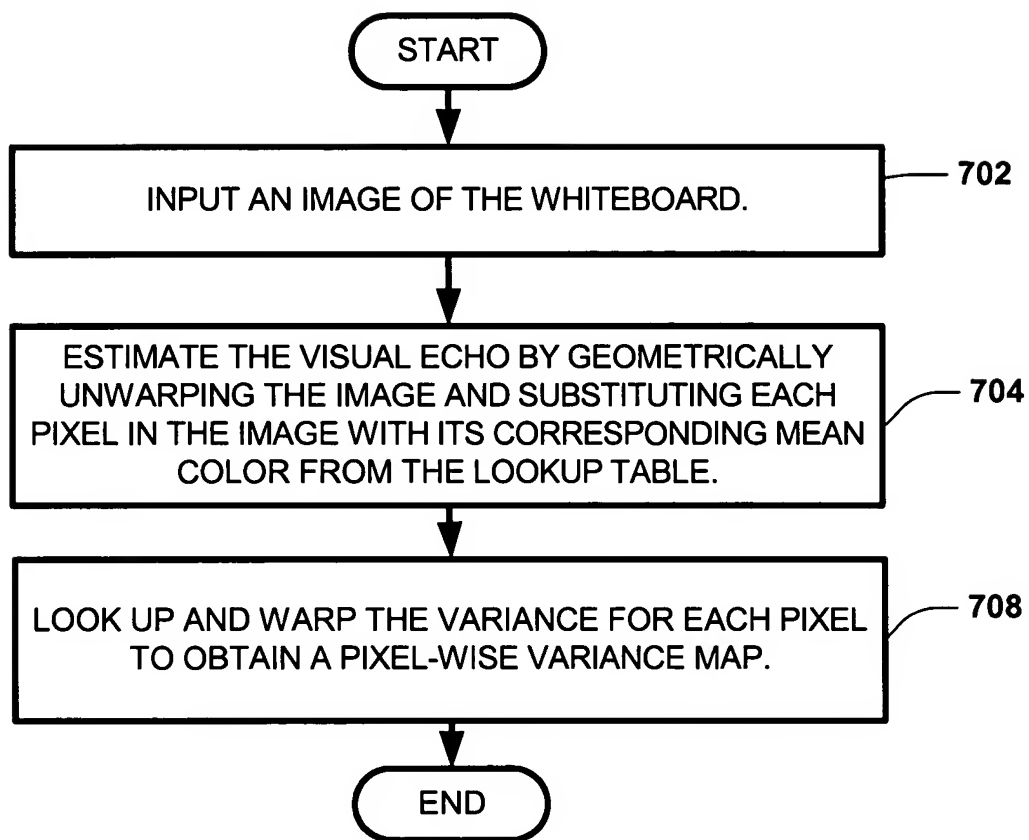 START
INPUT AN IMAGE OF THE WHITEBOARD.
702
ESTIMATE THE VISUAL ECHO BY GEOMETRICALLY
UNWARPING THE IMAGE AND SUBSTITUTING EACH
PIXEL IN THE IMAGE WITH ITS CORRESPONDING MEAN
COLOR FROM THE LOOKUP TABLE.
704
LOOK UP AND WARP THE VARIANCE FOR EACH PIXEL
TO OBTAIN A PIXEL-WISE VARIANCE MAP.
708
END